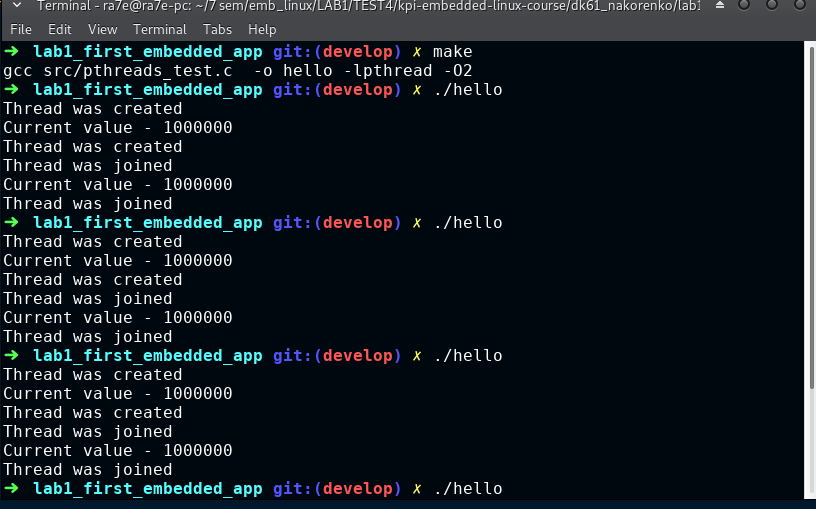 Terminal - ra7e@ra7e-pc: ~/7 sem/emb_linux/LAB1/TEST4/kpi-embedded-linux-course/dk61_nakorenko/lab1
File Edit View Terminal Tabs Help
➜ lab1_first_embedded_app git:(develop) ✗ make
gcc src/pthreads_test.c  -o hello -lpthread -O2
➜ lab1_first_embedded_app git:(develop) ✗ ./hello
Thread was created
Current value - 1000000
Thread was created
Thread was joined
Current value - 1000000
Thread was joined
➜ lab1_first_embedded_app git:(develop) ✗ ./hello
Thread was created
Current value - 1000000
Thread was created
Thread was joined
Current value - 1000000
Thread was joined
➜ lab1_first_embedded_app git:(develop) ✗ ./hello
Thread was created
Current value - 1000000
Thread was created
Thread was joined
Current value - 1000000
Thread was joined
➜ lab1_first_embedded_app git:(develop) ✗ ./hello